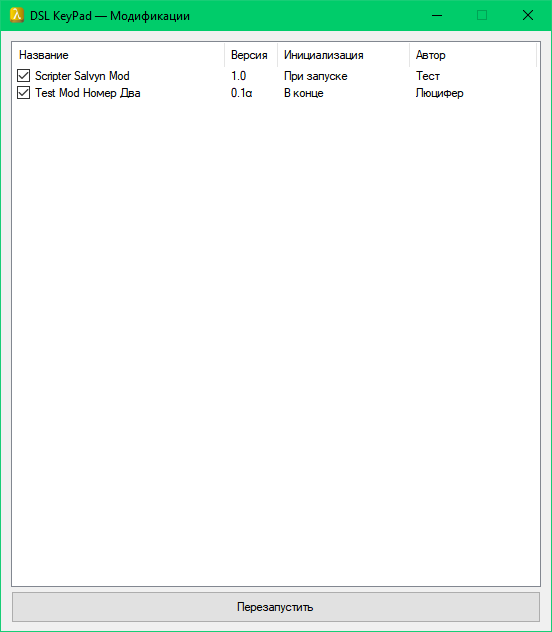 DSL KeyPad — Модификации
Название Версия Инициализация Автор
Scripter Salvyn Mod 1.0 При запуске Тест
Test Mod Номер Два 0.1α В конце Люцифер
Перезапустить